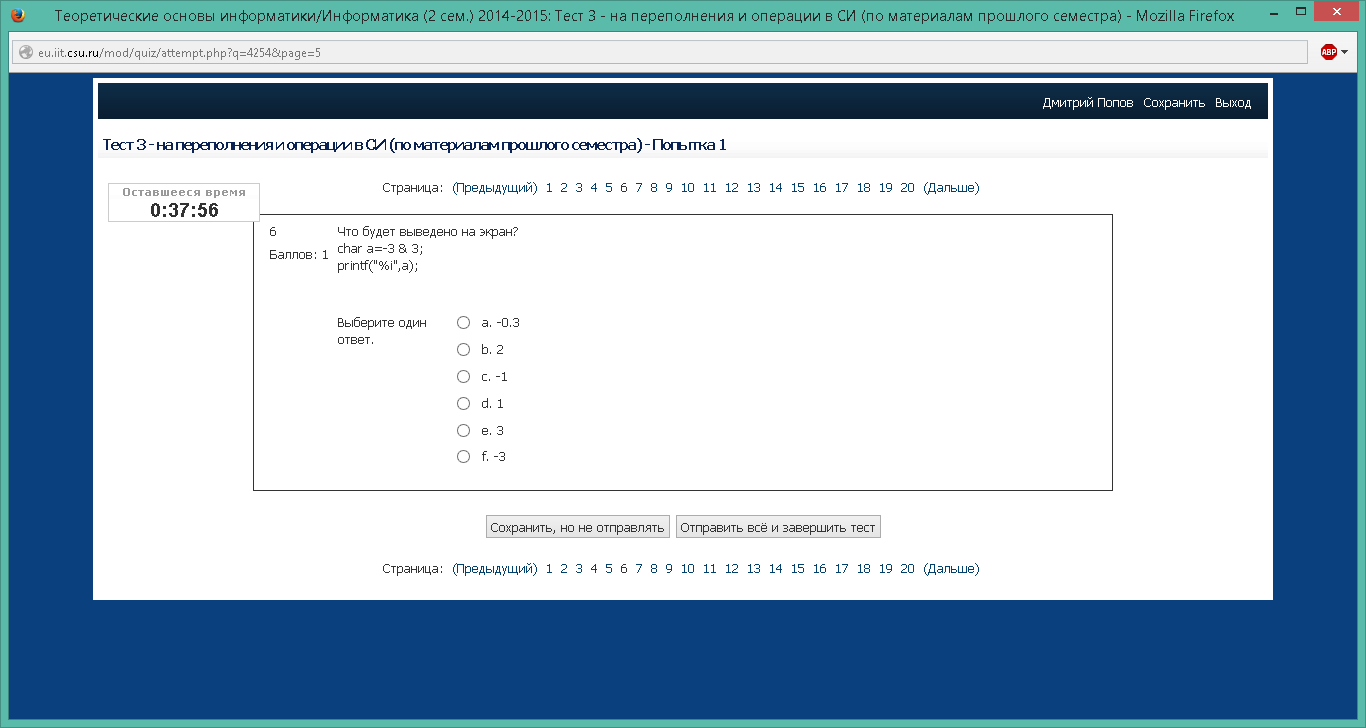 Теоретические основы информатики/Информатика (2 сем.) 2014-2015: Тест 3 - на переполнения и операции в СИ (по материалам прошлого семестра) - Mozilla Firefox
eu.iit.csu.ru/mod/quiz/attempt.php?q=4254&page=5
ABP
Дмитрий Попов Сохранить Выход
Тест 3 - на переполнения и операции в СИ (по материалам прошлого семестра) - Попытка 1
Оставшееся время
0:37:56
Страница: (Предыдущий) 1 2 3 4 5 6 7 8 9 10 11 12 13 14 15 16 17 18 19 20 (Дальше)
6
Баллов: 1
Что будет выведено на экран?
char a=-3 & 3;
printf("%i",a);
Выберите один
ответ.
a. -0.3
b. 2
c. -1
d. 1
e. 3
f. -3
Сохранить, но не отправлять Отправить всё и завершить тест
Страница: (Предыдущий) 1 2 3 4 5 6 7 8 9 10 11 12 13 14 15 16 17 18 19 20 (Дальше)